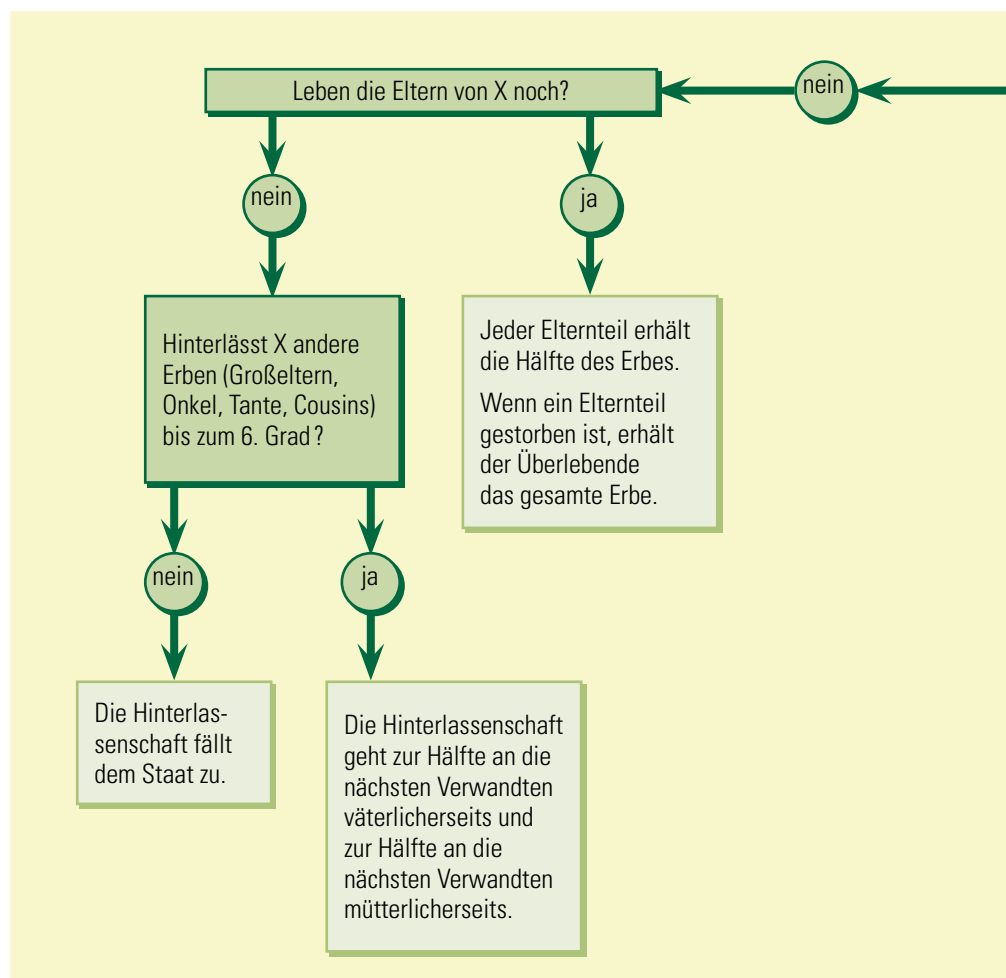 Leben die Eltern von X noch?
nein
nein
ja
Hinterlässt X andere
Erben (Großeltern,
Onkel, Tante, Cousins)
bis zum 6. Grad ?
Jeder Elternteil erhält
die Hälfte des Erbes.
Wenn ein Elternteil
gestorben ist, erhält
der Überlebende
das gesamte Erbe.
nein
ja
Die Hinterlas-
senschaft fällt
dem Staat zu.
Die Hinterlassenschaft
geht zur Hälfte an die
nächsten Verwandten
väterlicherseits und
zur Hälfte an die
nächsten Verwandten
mütterlicherseits.